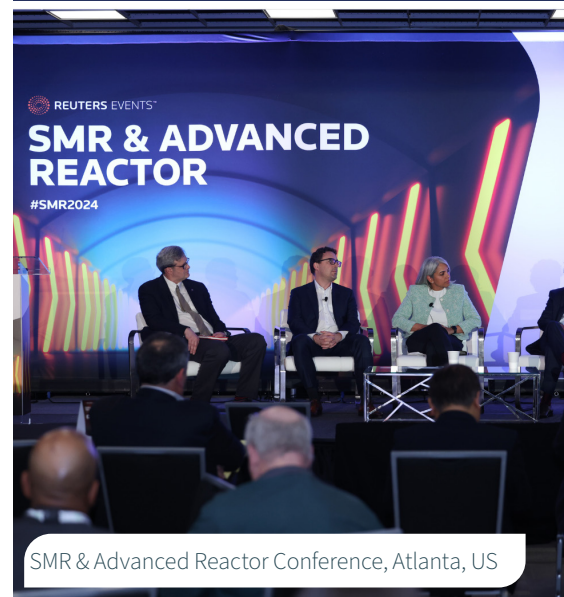 REUTERS EVENTS™
SMR & ADVANCED
REACTOR
#SMR2024
SMR & Advanced Reactor Conference, Atlanta, US